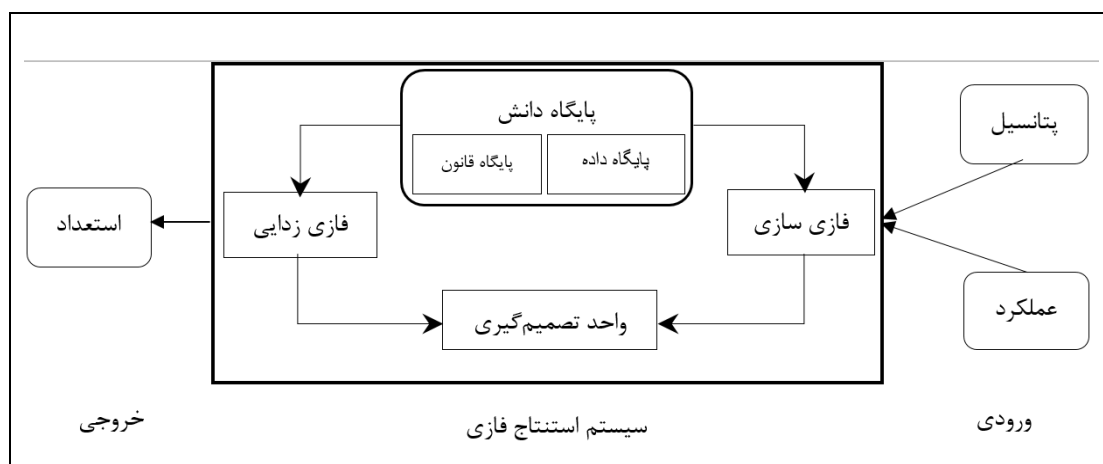 پایگاه دانش
پایگاه داده
پایگاه قانون
پتانسیل
عملکرد
فازی سازی
فازی زدایی
استعداد
واحد تصمیم‌گیری
ورودی
سیستم استنتاج فازی
خروجی